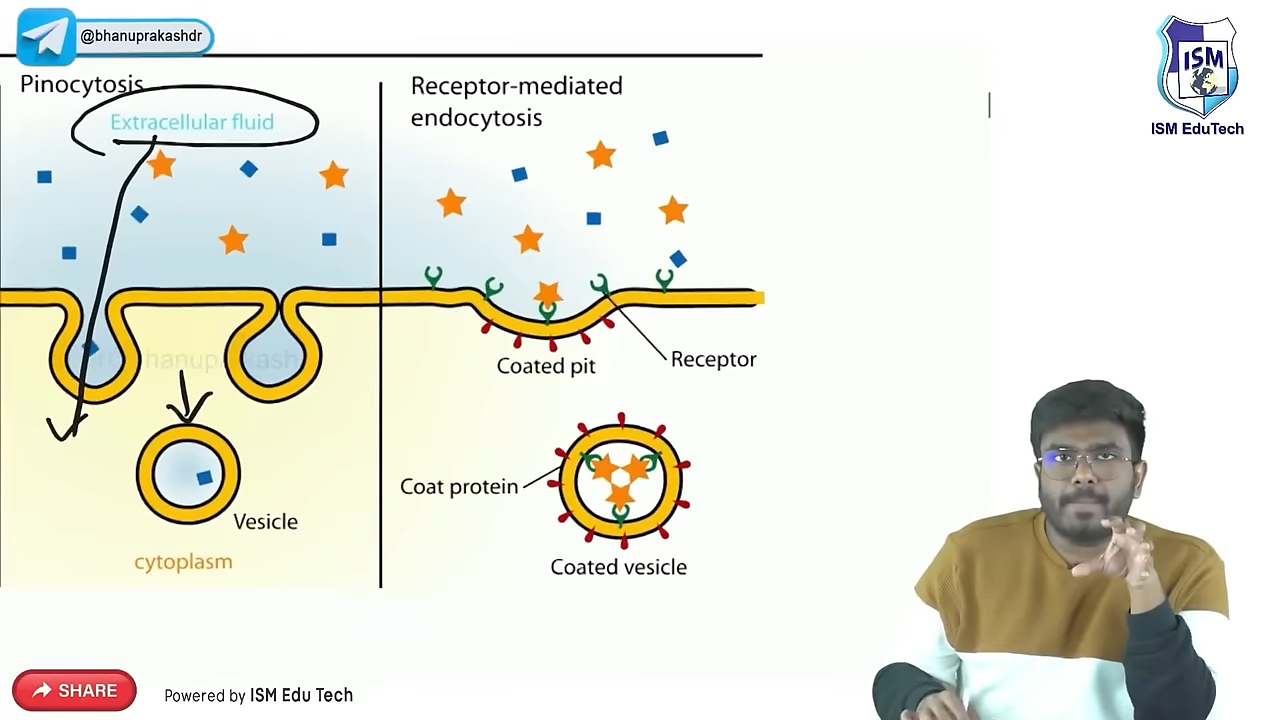 @bhanuprakashdr
ISM
ISM EduTech
Pinocytosis
Extracellular fluid
Receptor-mediated
endocytosis
Coated pit
Receptor
Vesicle
cytoplasm
Coat protein
Coated vesicle
SHARE
Powered by ISM Edu Tech